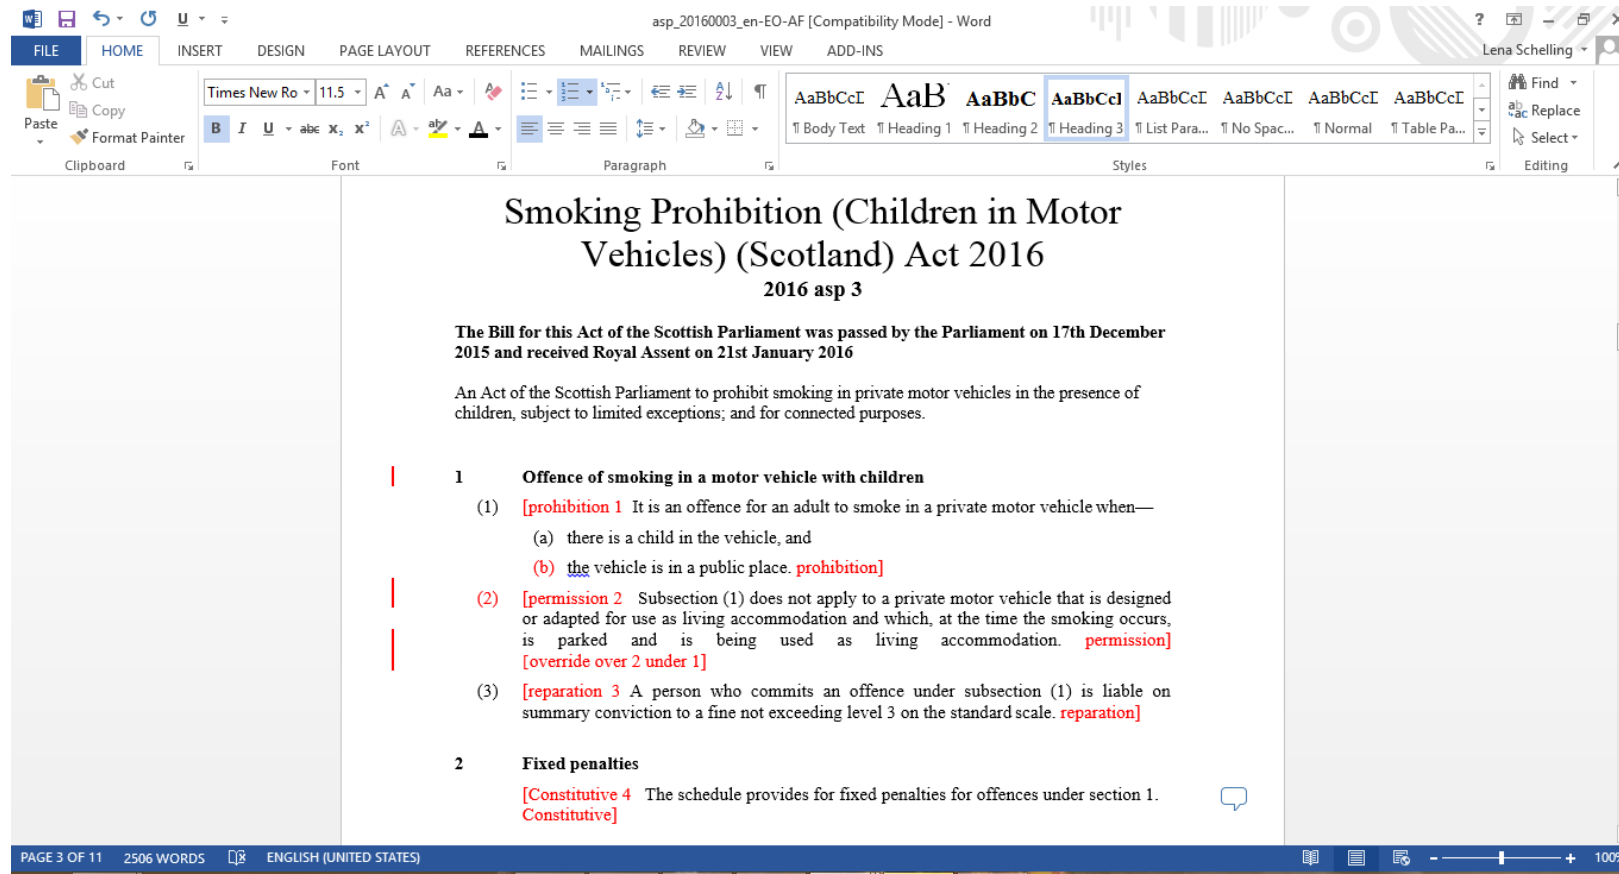 asp_20160003_en-EO-AF [Compatibility Mode] - Word
FILE HOME INSERT DESIGN PAGE LAYOUT REFERENCES MAILINGS REVIEW VIEW ADD-INS Lena Schelling
Cut
Copy
Format Painter
Paste
Clipboard
Times New Ro 11.5
Font
Paragraph
AaBbCcD AaB AaBbC AaBbCcI AaBbCcD AaBbCcD AaBbCcD AaBbCcD
¶ Body Text ¶ Heading 1 ¶ Heading 2 ¶ Heading 3 ¶ List Para... ¶ No Spac... ¶ Normal ¶ Table Pa...
Styles
Find
Replace
Select
Editing
Smoking Prohibition (Children in Motor
Vehicles) (Scotland) Act 2016
2016 asp 3
The Bill for this Act of the Scottish Parliament was passed by the Parliament on 17th December
2015 and received Royal Assent on 21st January 2016
An Act of the Scottish Parliament to prohibit smoking in private motor vehicles in the presence of
children, subject to limited exceptions; and for connected purposes.
1 Offence of smoking in a motor vehicle with children
(1) [prohibition 1 It is an offence for an adult to smoke in a private motor vehicle when—
(a) there is a child in the vehicle, and
(b) the vehicle is in a public place. prohibition]
(2) [permission 2 Subsection (1) does not apply to a private motor vehicle that is designed
or adapted for use as living accommodation and which, at the time the smoking occurs,
is parked and is being used as living accommodation. permission]
[override over 2 under 1]
(3) [reparation 3 A person who commits an offence under subsection (1) is liable on
summary conviction to a fine not exceeding level 3 on the standard scale. reparation]
2 Fixed penalties
[Constitutive 4 The schedule provides for fixed penalties for offences under section 1.
Constitutive]
PAGE 3 OF 11 2506 WORDS ENGLISH (UNITED STATES) 100%